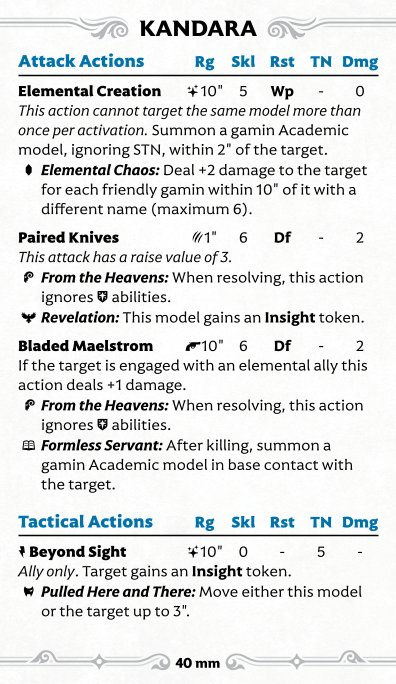 KANDARA
Attack Actions Rg Skl Rst TN Dmg
Elemental Creation 10" 5 Wp - 0
This action cannot target the same model more than
once per activation. Summon a gamin Academic
model, ignoring STN, within 2" of the target.
Elemental Chaos: Deal +2 damage to the target
for each friendly gamin within 10" of it with a
different name (maximum 6).
Paired Knives 1" 6 Df - 2
This attack has a raise value of 3.
From the Heavens: When resolving, this action
ignores abilities.
Revelation: This model gains an Insight token.
Bladed Maelstrom 10" 6 Df - 2
If the target is engaged with an elemental ally this
action deals +1 damage.
From the Heavens: When resolving, this action
ignores abilities.
Formless Servant: After killing, summon a
gamin Academic model in base contact with
the target.
Tactical Actions Rg Skl Rst TN Dmg
Beyond Sight 10" 0 - 5 -
Ally only. Target gains an Insight token.
Pulled Here and There: Move either this model
or the target up to 3".
40 mm